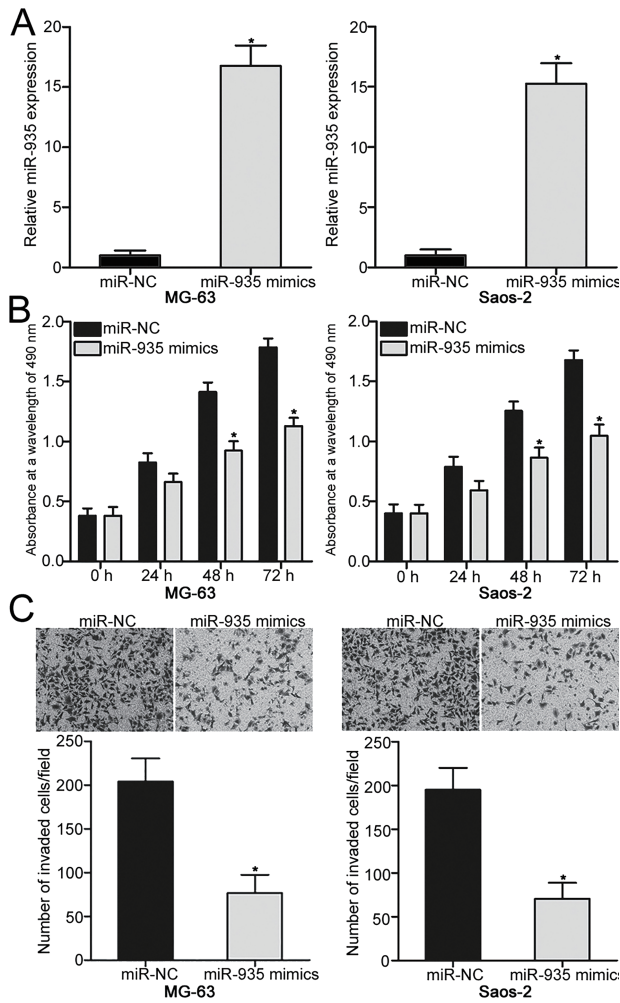 A
Relative miR-935 expression
20
15
10
5
0
*
miR-NC
miR-935 mimics
MG-63
Relative miR-935 expression
20
15
10
5
0
*
miR-NC
miR-935 mimics
Saos-2
B
Absorbance at a wavelength of 490 nm
2.0
1.5
1.0
0.5
0.0
miR-NC
miR-935 mimics
*
*
0 h
24 h
48 h
72 h
MG-63
Absorbance at a wavelength of 490 nm
2.0
1.5
1.0
0.5
0.0
miR-NC
miR-935 mimics
*
*
0 h
24 h
48 h
72 h
Saos-2
C
miR-NC
miR-935 mimics
Number of invaded cells/field
250
200
150
100
50
0
*
miR-NC
miR-935 mimics
MG-63
miR-NC
miR-935 mimics
Number of invaded cells/field
250
200
150
100
50
0
*
miR-NC
miR-935 mimics
Saos-2